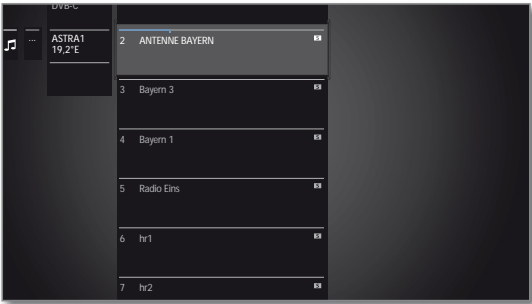 DVB-C
...
ASTRA1
19,2°E
2 ANTENNE BAYERN S
3 Bayern 3 S
4 Bayern 1 S
5 Radio Eins S
6 hr1 S
7 hr2 S